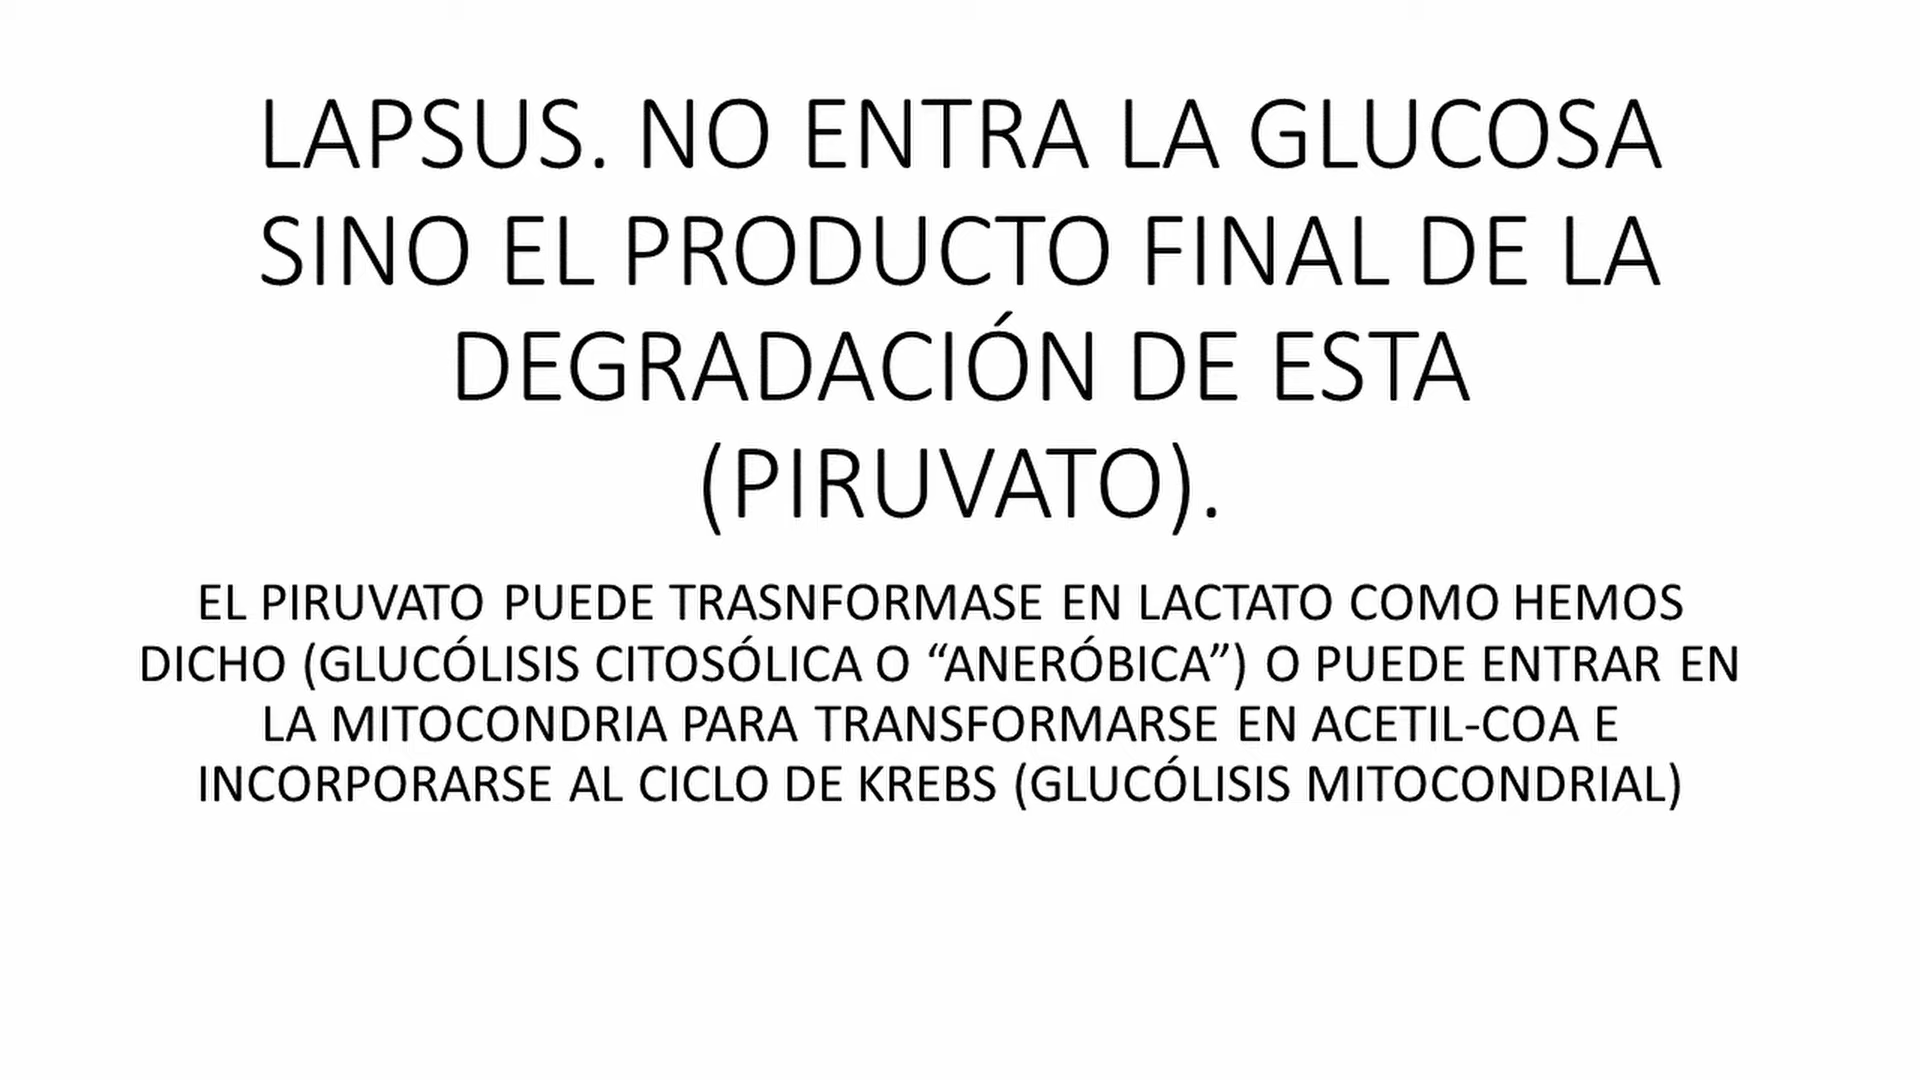 LAPSUS. NO ENTRA LA GLUCOSA
SINO EL PRODUCTO FINAL DE LA
DEGRADACIÓN DE ESTA
(PIRUVATO).
EL PIRUVATO PUEDE TRASNFORMASE EN LACTATO COMO HEMOS
DICHO (GLUCÓLISIS CITOSÓLICA O “ANERÓBICA”) O PUEDE ENTRAR EN
LA MITOCONDRIA PARA TRANSFORMARSE EN ACETIL-COA E
INCORPORARSE AL CICLO DE KREBS (GLUCÓLISIS MITOCONDRIAL)